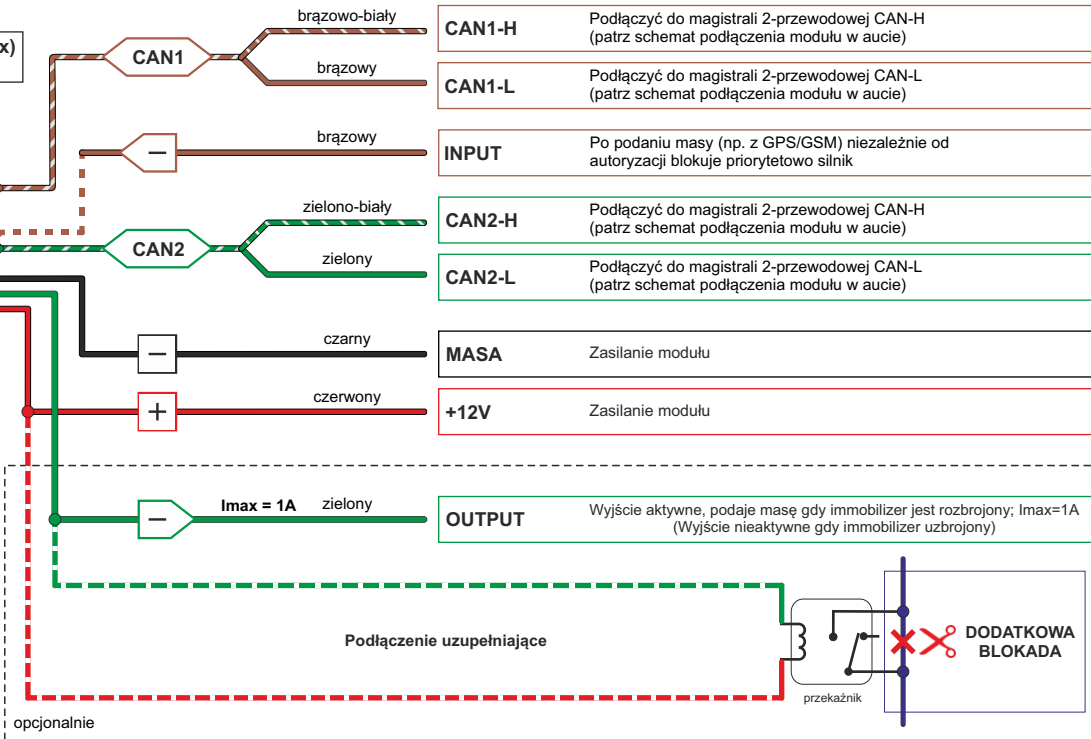 x)
brązowo-biały
CAN1-H
Podłączyć do magistrali 2-przewodowej CAN-H
(patrz schemat podłączenia modułu w aucie)
CAN1
brązowy
CAN1-L
Podłączyć do magistrali 2-przewodowej CAN-L
(patrz schemat podłączenia modułu w aucie)
brązowy
−
INPUT
Po podaniu masy (np. z GPS/GSM) niezależnie od
autoryzacji blokuje priorytetowo silnik
zielono-biały
CAN2-H
Podłączyć do magistrali 2-przewodowej CAN-H
(patrz schemat podłączenia modułu w aucie)
CAN2
zielony
CAN2-L
Podłączyć do magistrali 2-przewodowej CAN-L
(patrz schemat podłączenia modułu w aucie)
czarny
−
MASA
Zasilanie modułu
czerwony
+
+12V
Zasilanie modułu
−
Imax = 1A
zielony
OUTPUT
Wyjście aktywne, podaje masę gdy immobilizer jest rozbrojony; Imax=1A
(Wyjście nieaktywne gdy immobilizer uzbrojony)
Podłączenie uzupełniające
DODATKOWA
BLOKADA
przekaźnik
opcjonalnie